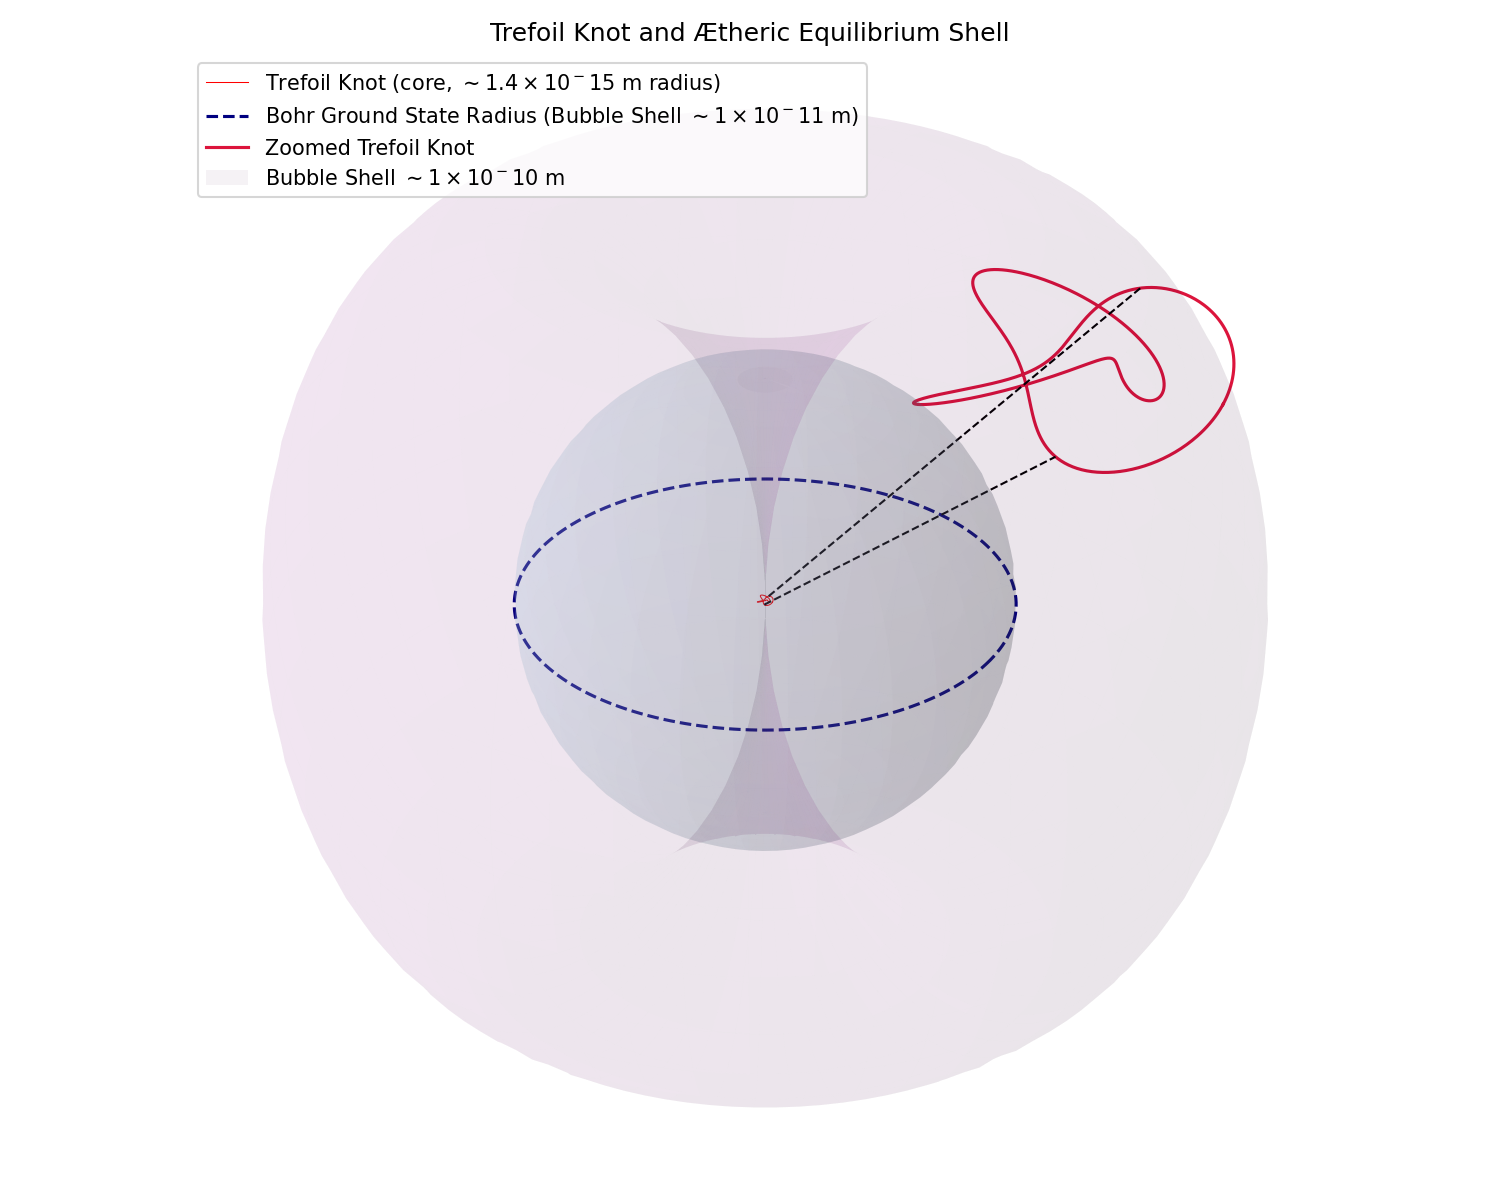 Trefoil Knot and Ætheric Equilibrium Shell
Trefoil Knot (core, ~1.4 × 10⁻15 m radius)
Bohr Ground State Radius (Bubble Shell ~1 × 10⁻11 m)
Zoomed Trefoil Knot
Bubble Shell ~1 × 10⁻10 m